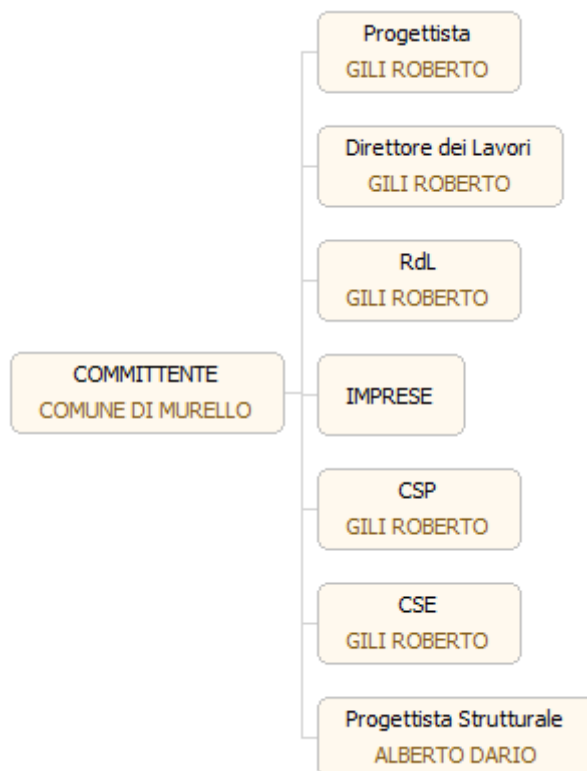 Progettista
GILI ROBERTO
Direttore dei Lavori
GILI ROBERTO
RdL
GILI ROBERTO
COMMITTENTE
COMUNE DI MURELLO
IMPRESE
CSP
GILI ROBERTO
CSE
GILI ROBERTO
Progettista Strutturale
ALBERTO DARIO